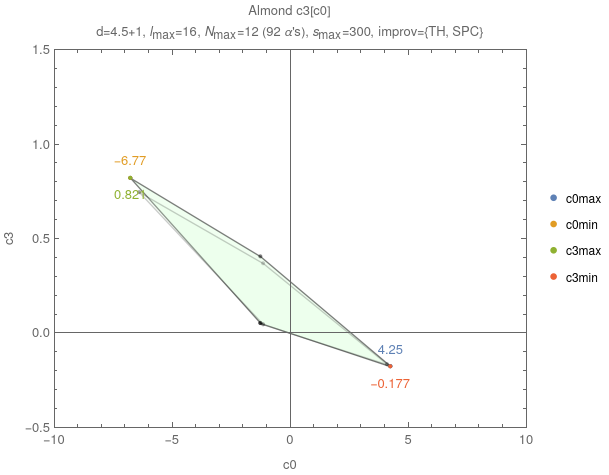 Almond c3[c0]
d=4.5+1, lmax=16, Nmax=12 (92 α's), smax=300, improv={TH, SPC}
1.5
1.0
0.5
0.0
−0.5
c3
−6.77
0.821
4.25
−0.177
−10
−5
0
5
10
c0
c0max
c0min
c3max
c3min